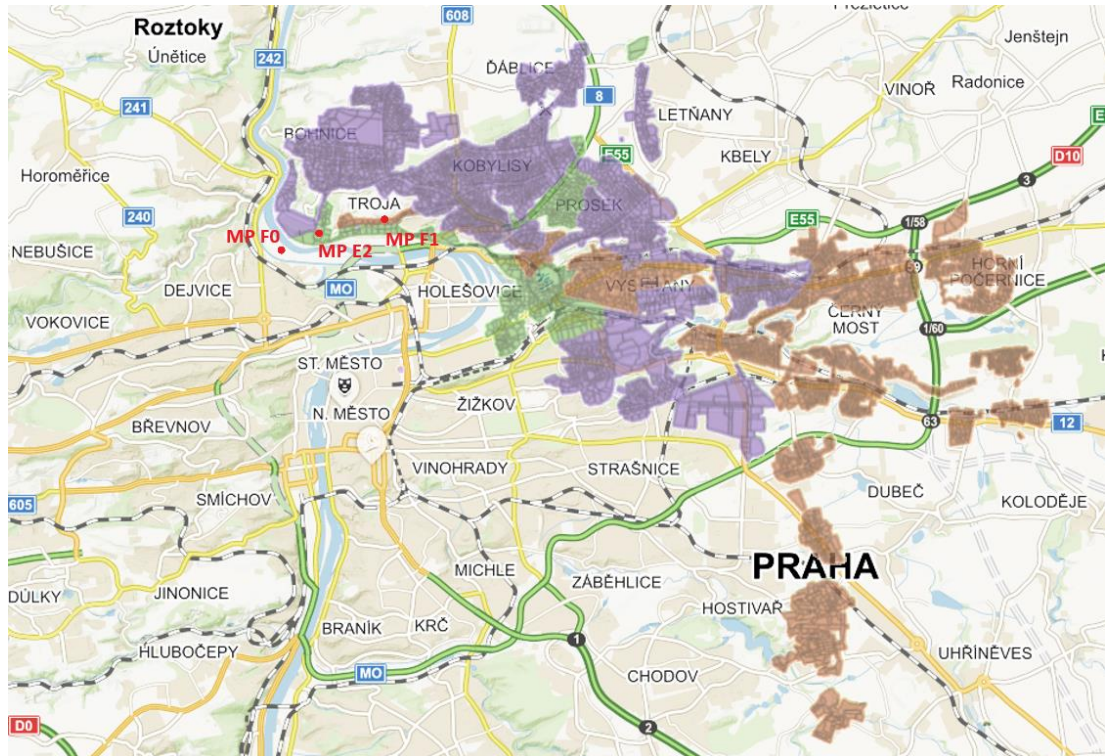 Roztoky
608
D10
Únětice
242
ĎÁBLICE
Jenštejn
Radonice
VINOŘ
8
LETŇANY
241
BOHNICE
E55
KBELY
D10
3
KOBYLISY
Horoměřice
TROJA
PROSEK
240
E55
1/58
MP F0
MP E2
MP F1
NEBUŠICE
MO
HOLEŠOVICE
VYSOČANY
69
HORNÍ
POČERNICE
DEJVICE
ČERNÝ
MOST
VOKOVICE
1/60
ST. MĚSTO
N. MĚSTO
ŽIŽKOV
63
12
BŘEVNOV
VINOHRADY
STRAŠNICE
605
SMÍCHOV
DUBEČ
KOLODĚJE
PRAHA
MICHLE
ZÁBĚHLICE
JINONICE
HOSTIVAŘ
BRANÍK
KRČ
1
HLUBOČEPY
UHŘÍNĚVES
MO
CHODOV
D0
2